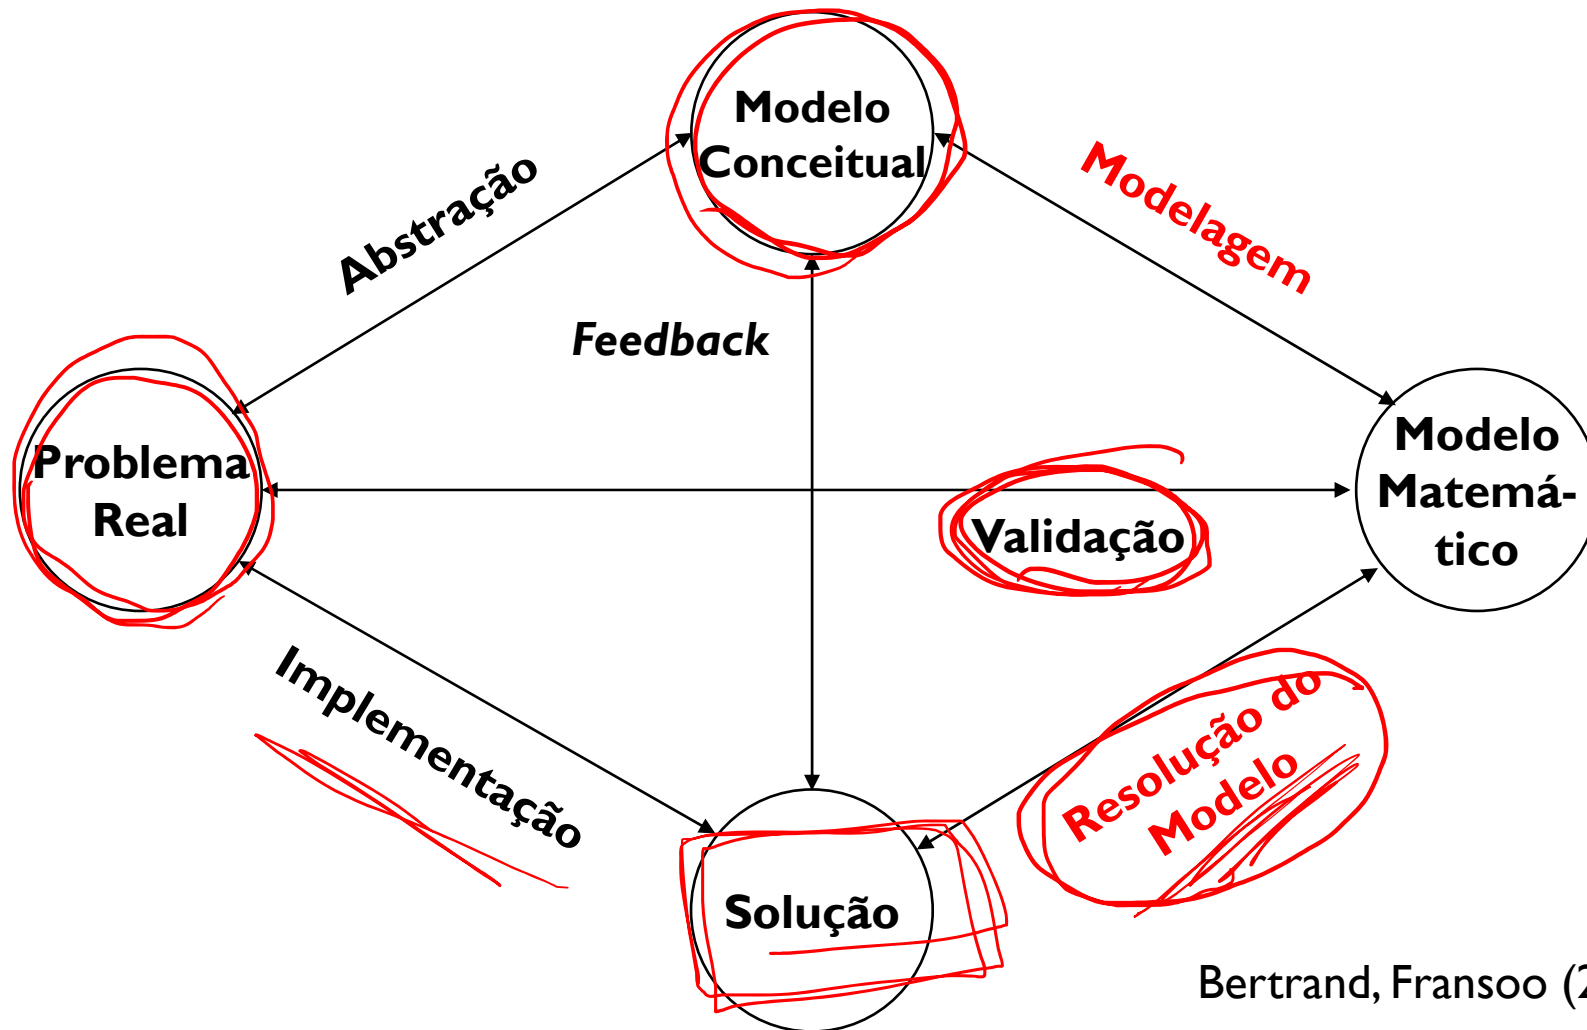 Modelo
Conceitual
Abstração
Modelagem
Feedback
Problema
Real
Modelo
Matemá-
tico
Validação
Implementação
Resolução do
Modelo
Solução
Bertrand, Fransoo (2